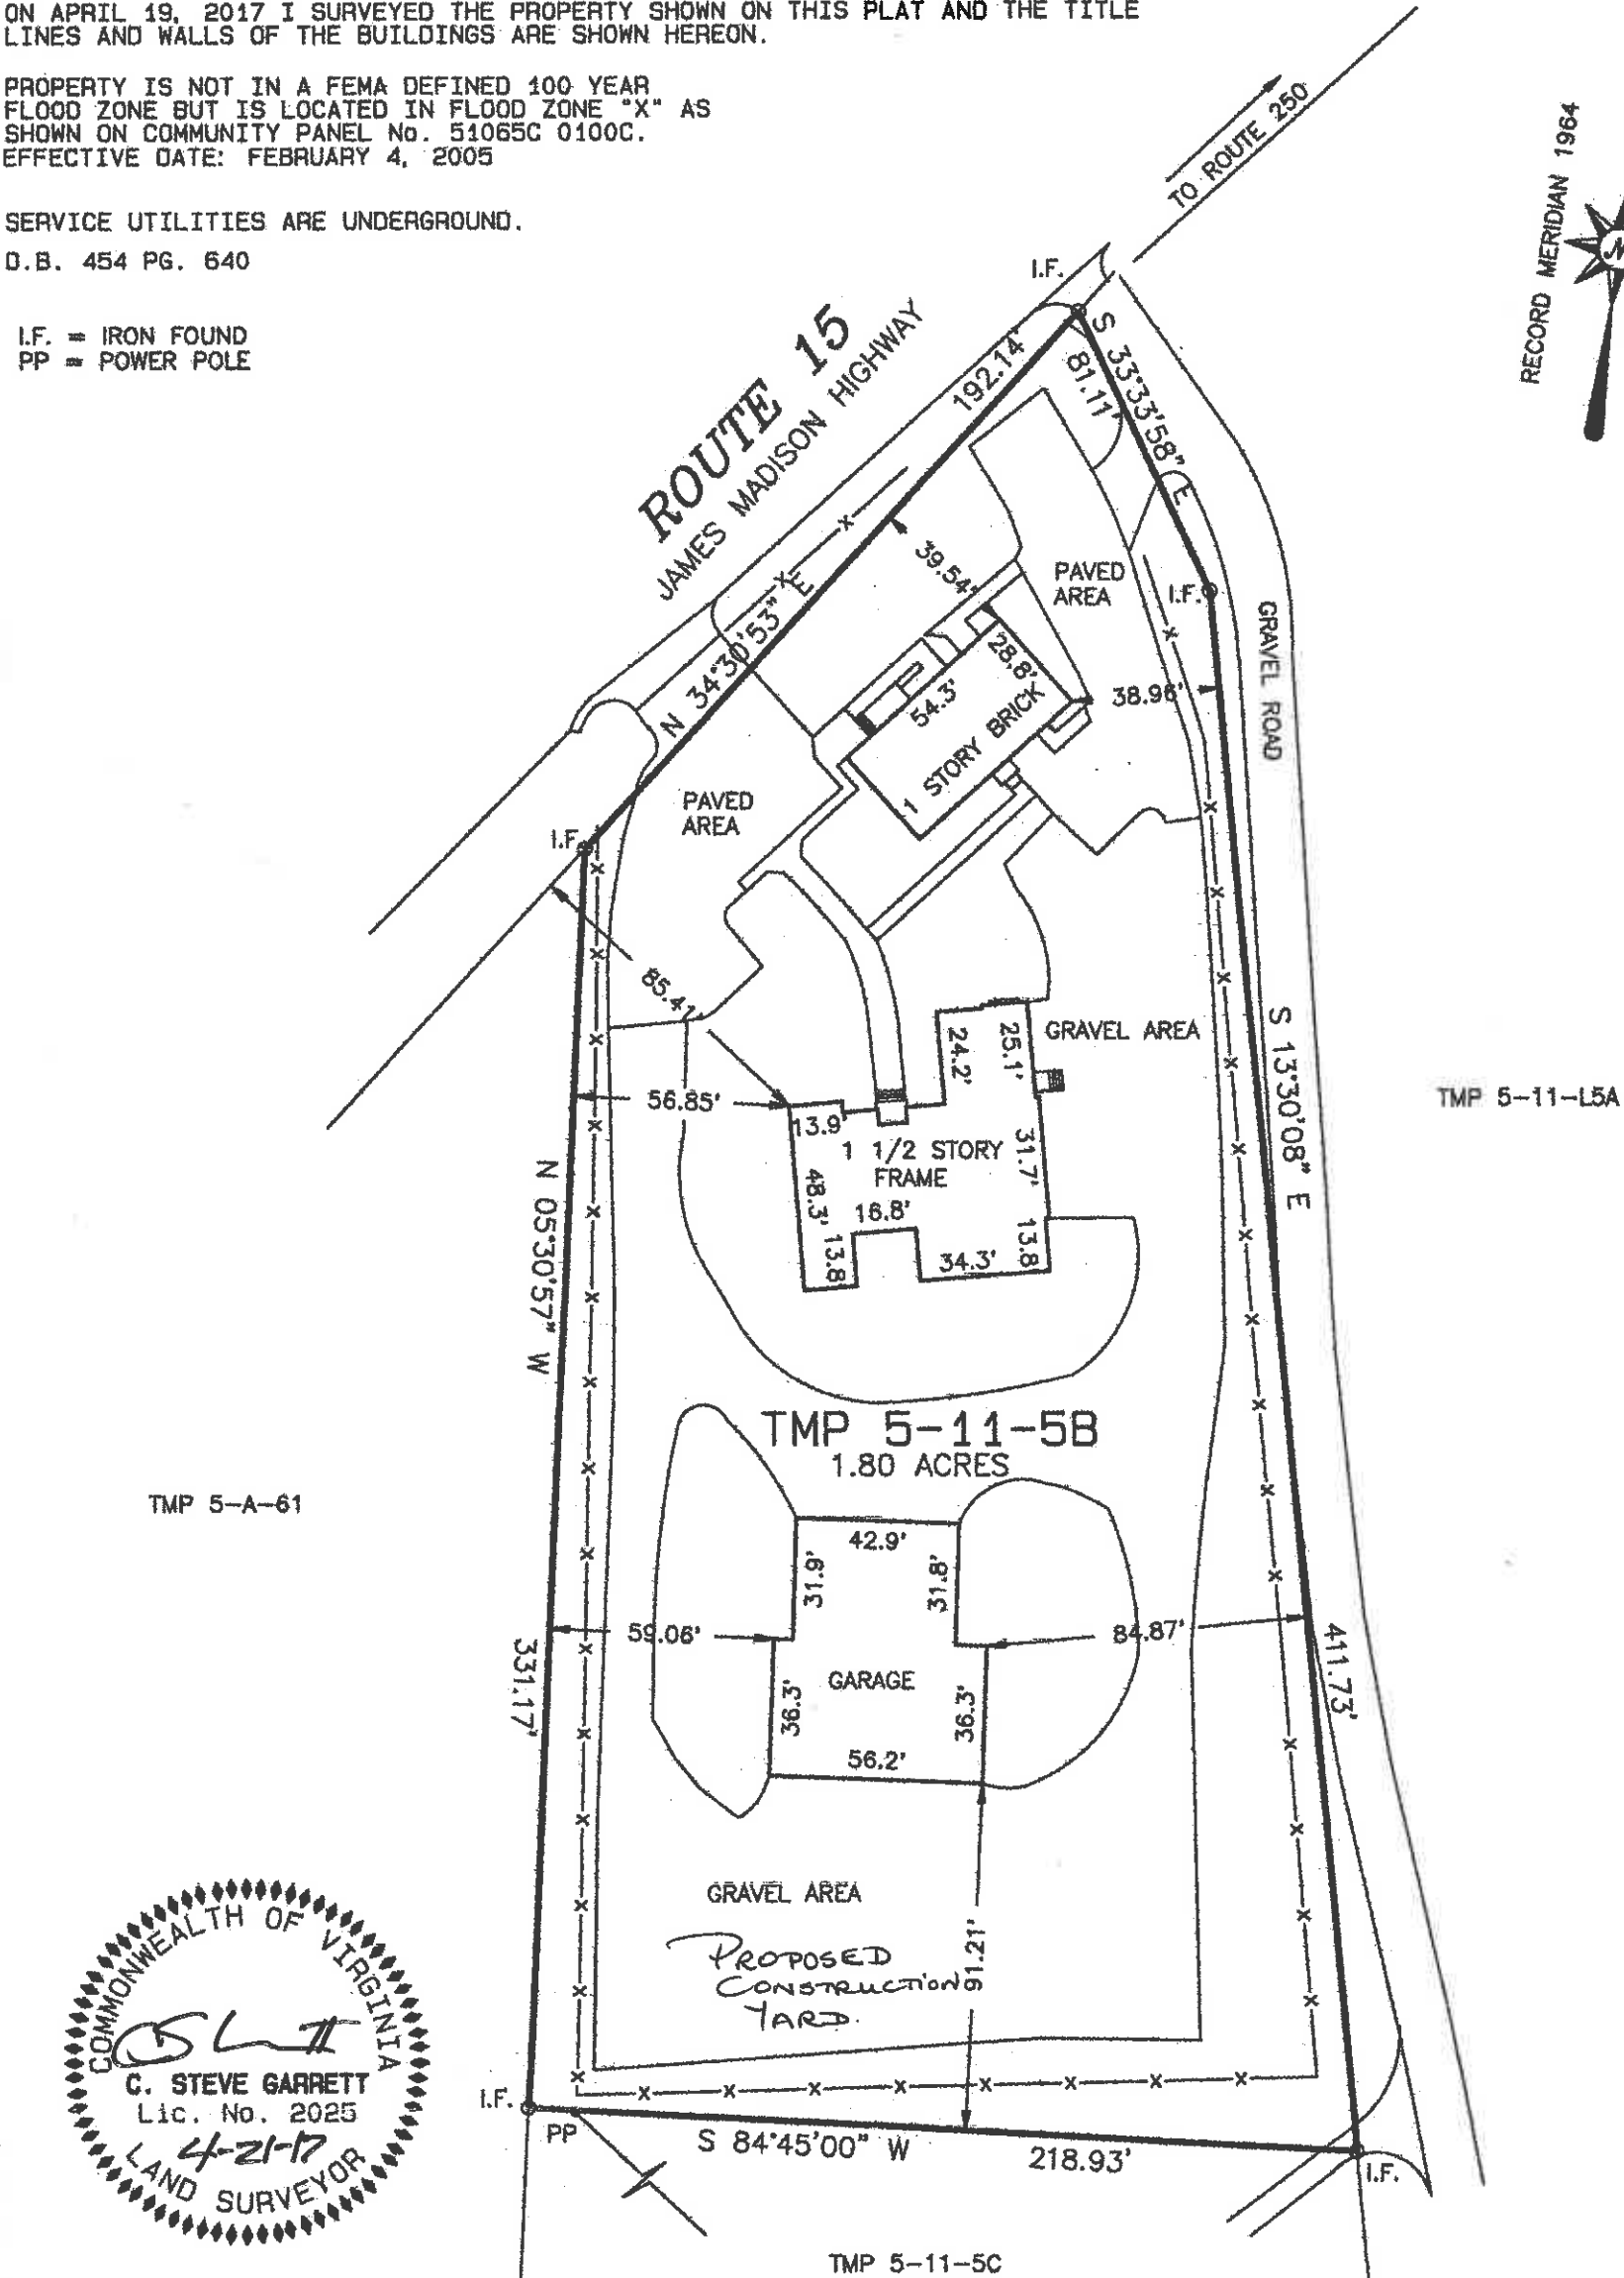 ON APRIL 19, 2017 I SURVEYED THE PROPERTY SHOWN ON THIS PLAT AND THE TITLE
LINES AND WALLS OF THE BUILDINGS ARE SHOWN HEREON.
PROPERTY IS NOT IN A FEMA DEFINED 100 YEAR
FLOOD ZONE BUT IS LOCATED IN FLOOD ZONE "X" AS
SHOWN ON COMMUNITY PANEL No. 51065C 0100C.
EFFECTIVE DATE: FEBRUARY 4, 2005
SERVICE UTILITIES ARE UNDERGROUND.
D.B. 454 PG. 640
I.F. = IRON FOUND
PP = POWER POLE
TO ROUTE 250
RECORD MERIDIAN 1964
N
I.F.
ROUTE 15
JAMES MADISON HIGHWAY
192.14'
N 34°30'53" E
S 33°33'58" E
81.11'
39.54'
PAVED
AREA
I.F.
GRAVEL ROAD
28.8'
54.3'
1 STORY BRICK
38.96'
PAVED
AREA
I.F.
85.41'
GRAVEL AREA
24.2'
25.1'
S 13°30'08" E
TMP 5-11-L5A
56.85'
13.9'
1 1/2 STORY
FRAME
31.7'
48.3'
16.8'
13.8'
13.8'
34.3'
N 05°30'57" W
TMP 5-11-5B
1.80 ACRES
TMP 5-A-61
42.9'
31.9'
31.8'
59.06'
84.87'
331.17'
411.73'
GARAGE
36.3'
36.3'
56.2'
GRAVEL AREA
91.21'
PROPOSED
CONSTRUCTION
YARD.
COMMONWEALTH OF VIRGINIA
C. STEVE GARRETT
Lic. No. 2025
4-21-17
LAND SURVEYOR
I.F.
PP
S 84°45'00" W
218.93'
I.F.
TMP 5-11-5C